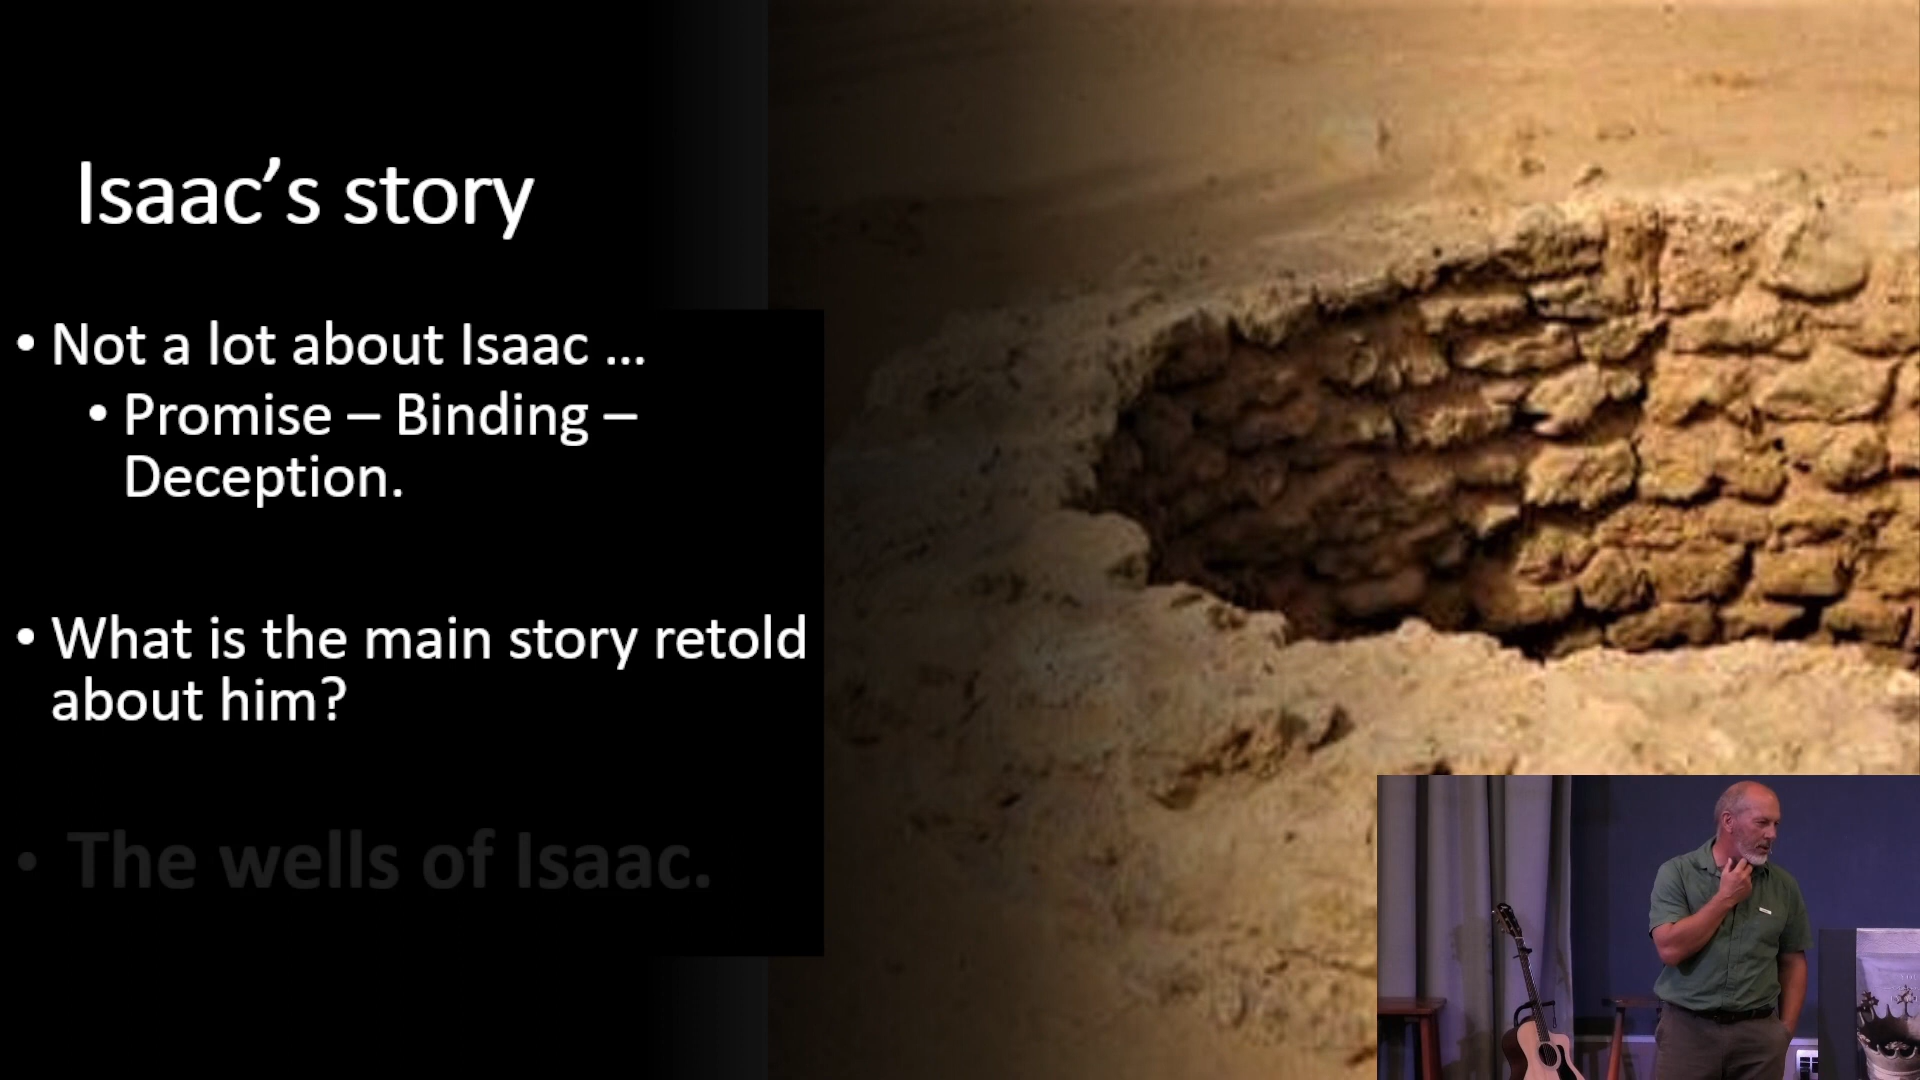 Isaac’s story
• Not a lot about Isaac ...
• Promise – Binding –
Deception.
• What is the main story retold
about him?
• The wells of Isaac.